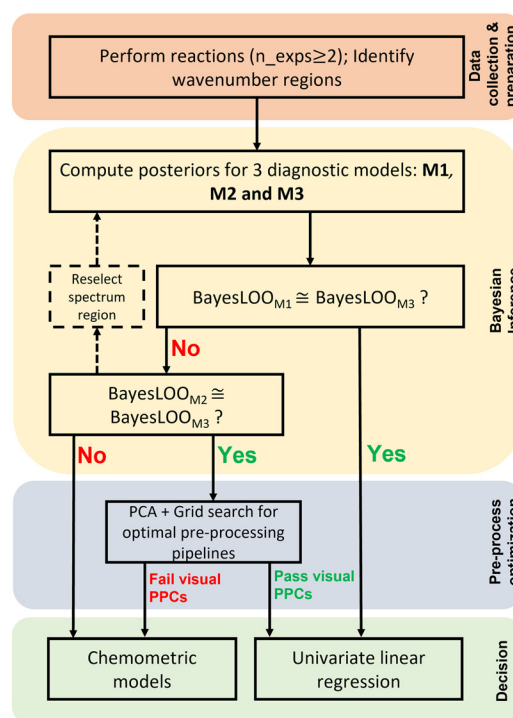 Perform reactions (n_exps≥2); Identify
wavenumber regions
Data
collection &
preparation
Compute posteriors for 3 diagnostic models: M1,
M2 and M3
Reselect
spectrum
region
BayesLOO_M1 ≅ BayesLOO_M3 ?
Bayesian
Inference
No
BayesLOO_M2 ≅
BayesLOO_M3 ?
No
Yes
Yes
PCA + Grid search for
optimal pre-processing
pipelines
Pre-process
optimization
Fail visual
PPCs
Pass visual
PPCs
Chemometric
models
Univariate linear
regression
Decision